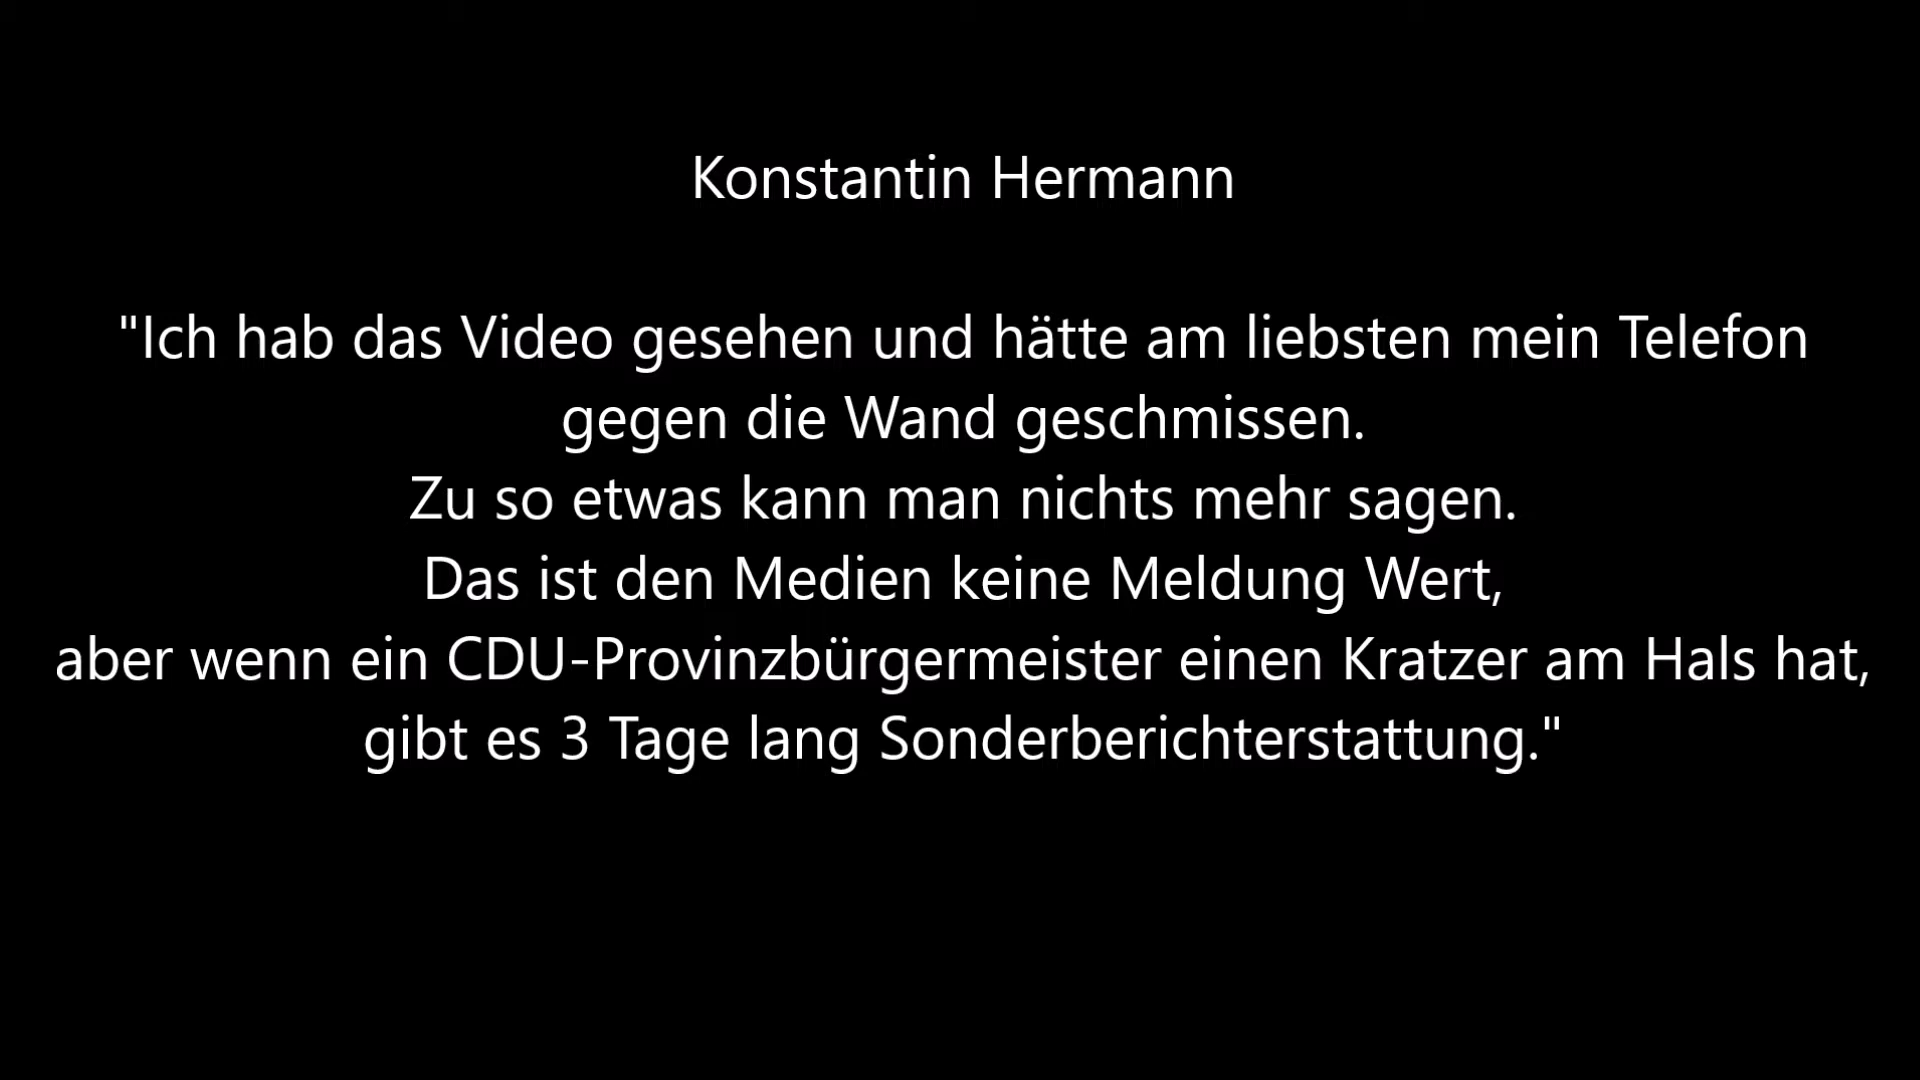 Konstantin Hermann
"Ich hab das Video gesehen und hätte am liebsten mein Telefon
gegen die Wand geschmissen.
Zu so etwas kann man nichts mehr sagen.
Das ist den Medien keine Meldung Wert,
aber wenn ein CDU-Provinzbürgermeister einen Kratzer am Hals hat,
gibt es 3 Tage lang Sonderberichterstattung."